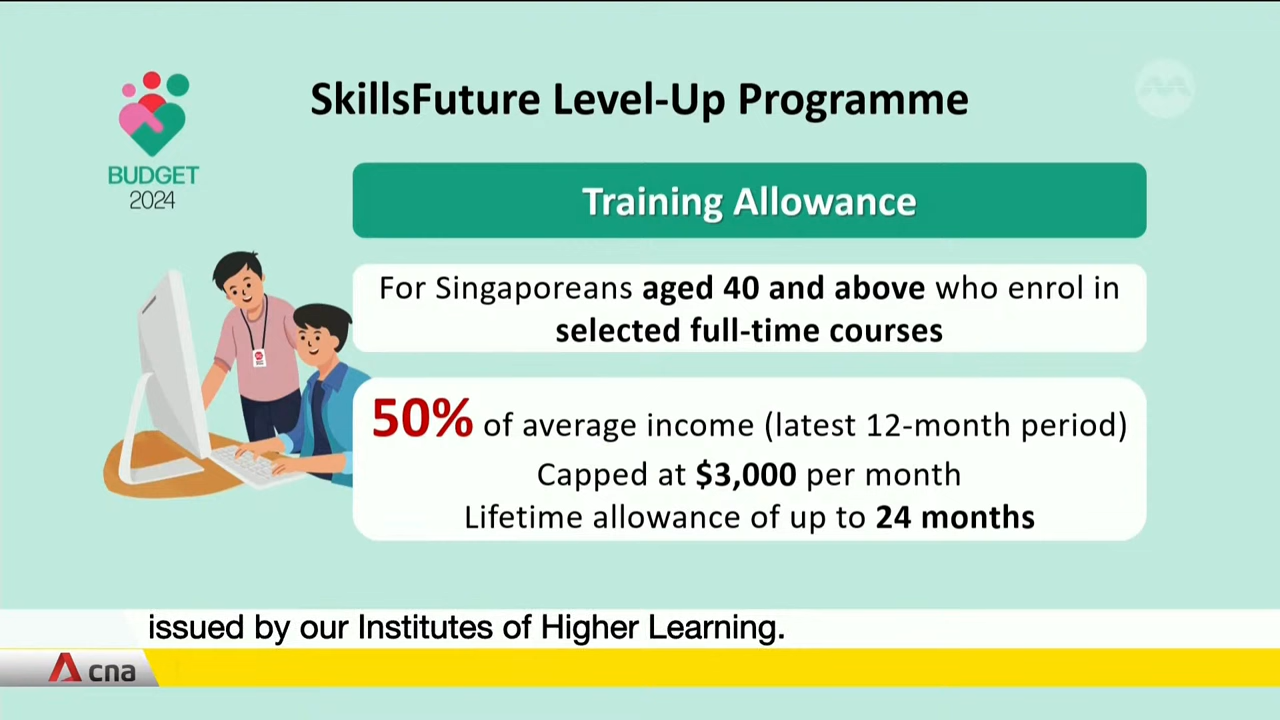 SkillsFuture Level-Up Programme
BUDGET
2024
Training Allowance
For Singaporeans aged 40 and above who enrol in
selected full-time courses
50% of average income (latest 12-month period)
Capped at $3,000 per month
Lifetime allowance of up to 24 months
issued by our Institutes of Higher Learning.
cna